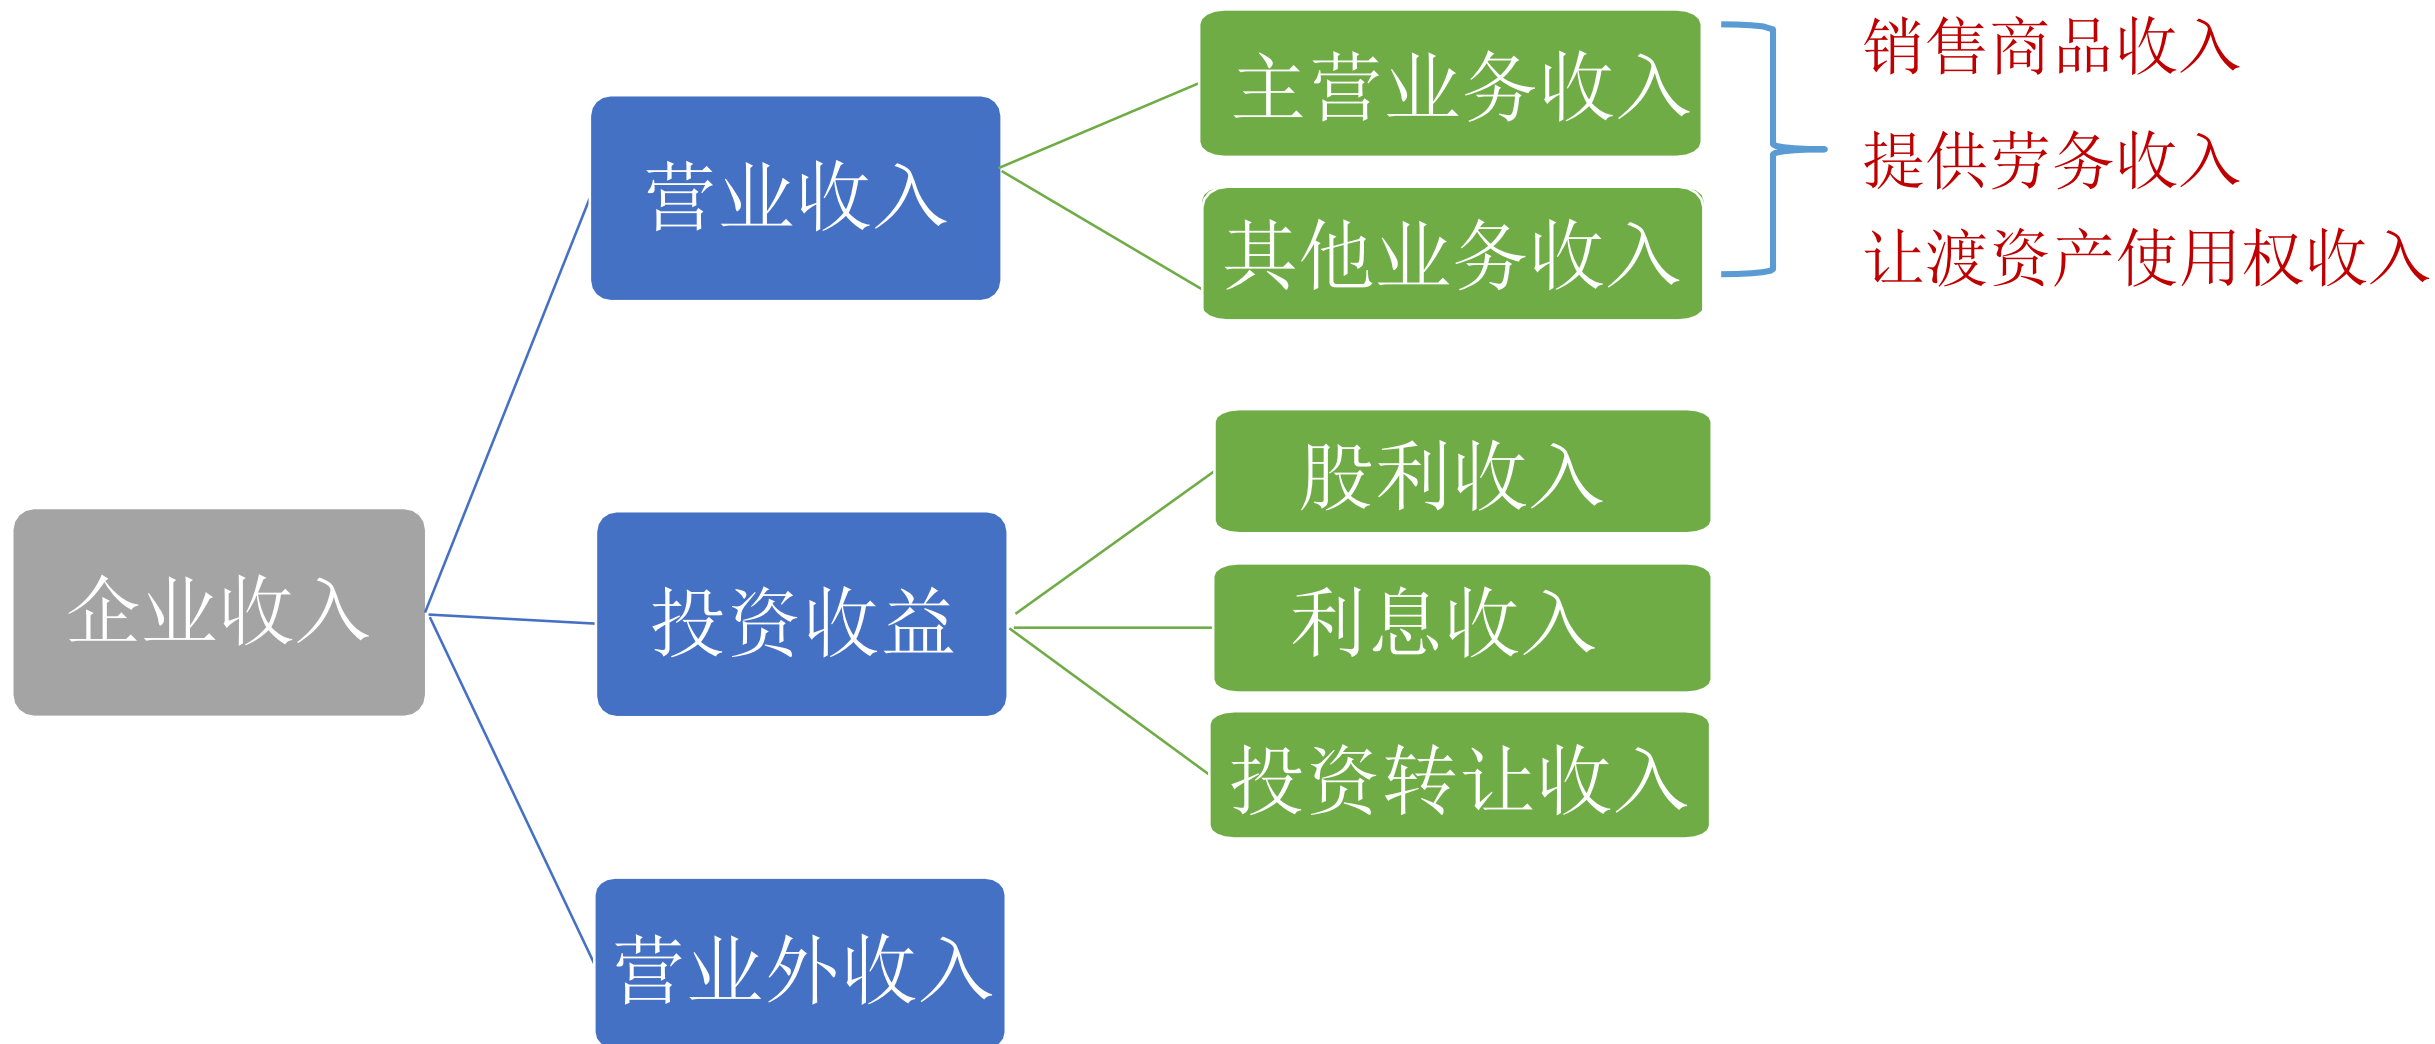 企业收入
营业收入
主营业务收入
其他业务收入
销售商品收入
提供劳务收入
让渡资产使用权收入
投资收益
股利收入
利息收入
投资转让收入
营业外收入